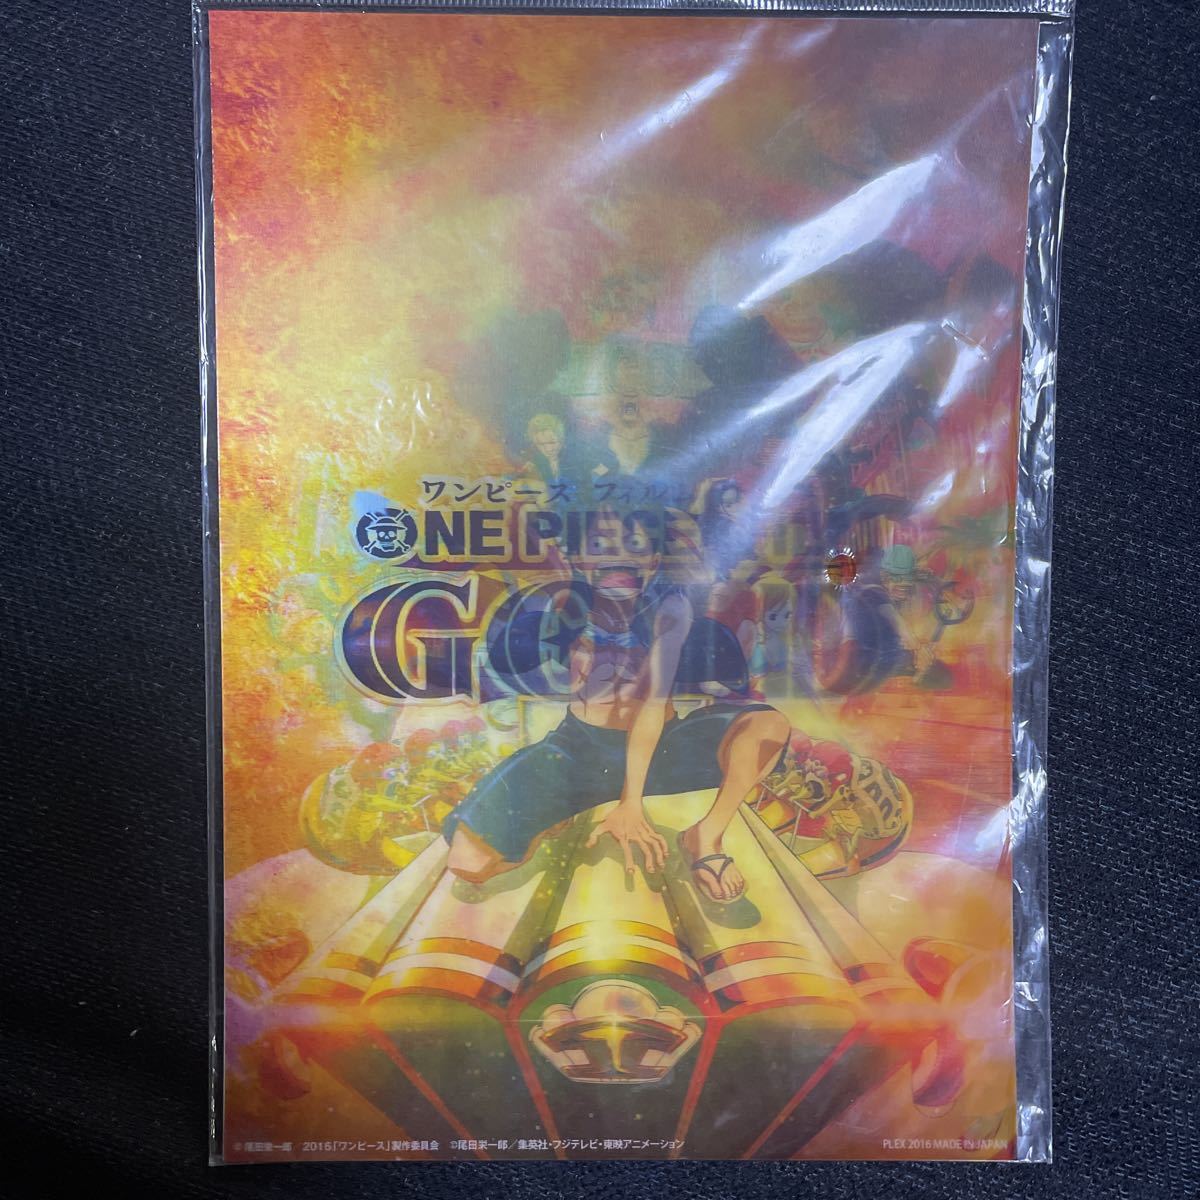 ワンピース フィルム
ONE PIECE FILM
GOLD
© 尾田栄一郎 2016「ワンピース」製作委員会 ©尾田栄一郎/集英社・フジテレビ・東映アニメーション
PLEX 2016 MADE IN JAPAN